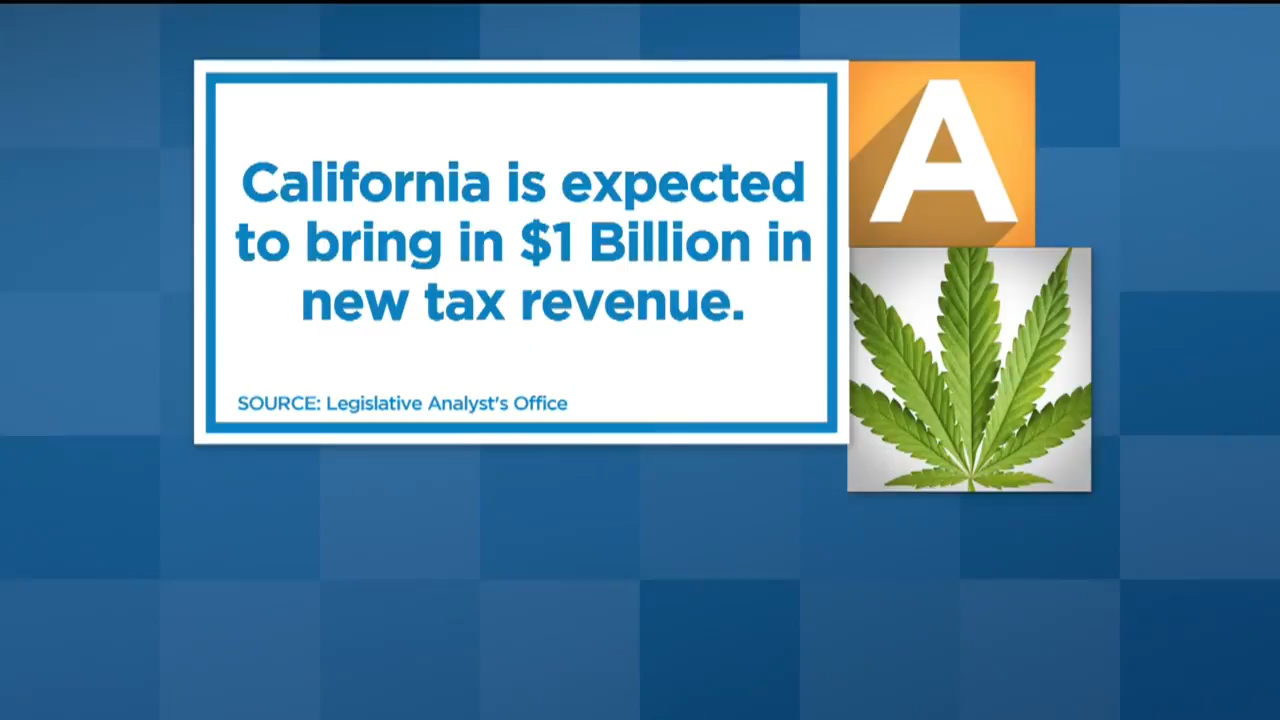 California is expected
to bring in $1 Billion in
new tax revenue.
SOURCE: Legislative Analyst's Office
A